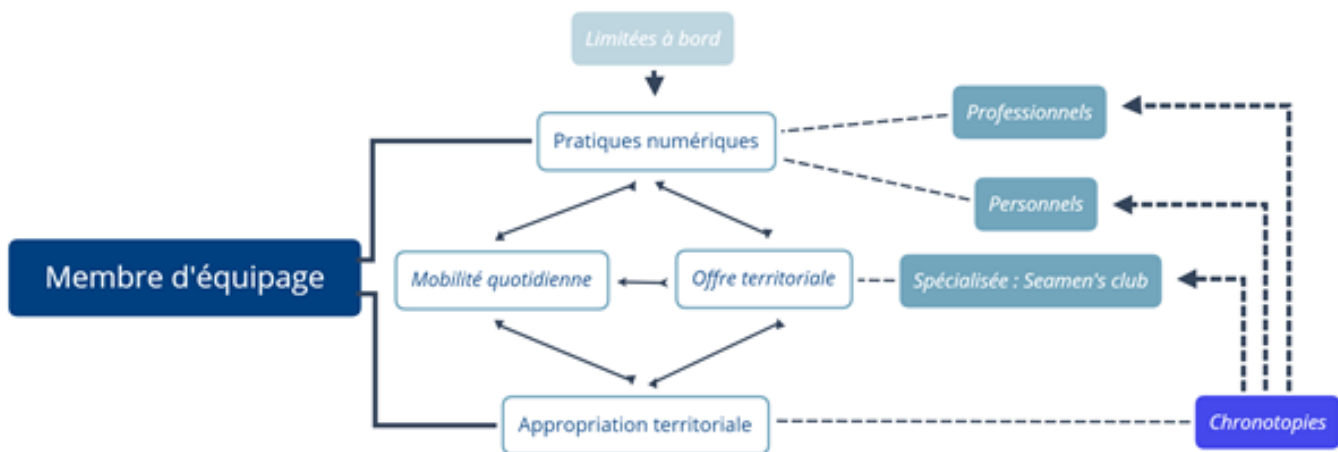 Limitées à bord
Professionnels
Pratiques numériques
Personnels
Membre d'équipage
Mobilité quotidienne
Offre territoriale
Spécialisée : Seamen's club
Appropriation territoriale
Chronotopies